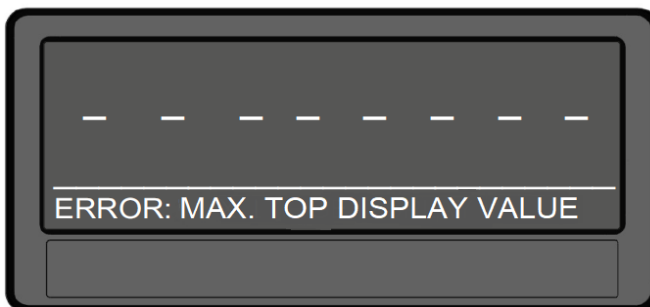 – – – – – – – –
ERROR: MAX. TOP DISPLAY VALUE